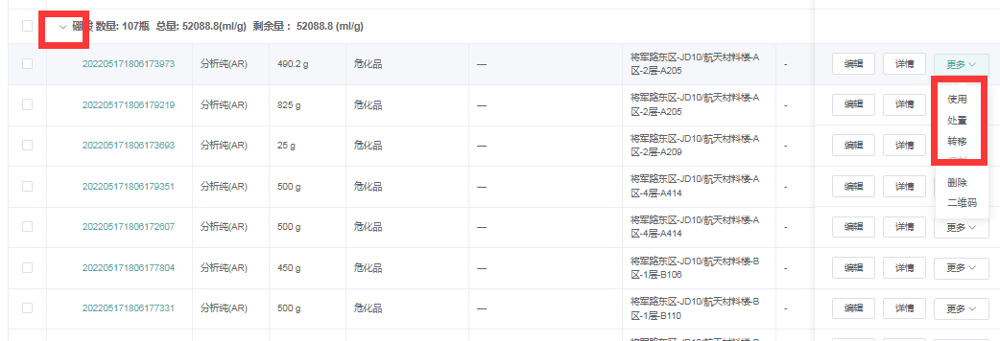 硼酸 数量: 107瓶 总量: 52088.8(ml/g) 剩余量： 52088.8 (ml/g)
202205171806173973 分析纯(AR) 490.2 g 危化品 — 将军路东区-JD10/航天材料楼-A区-2层-A205 - 编辑 详情 更多
202205171806179219 分析纯(AR) 825 g 危化品 — 将军路东区-JD10/航天材料楼-A区-2层-A205 - 编辑 详情
使用
处置
202205171806173693 分析纯(AR) 25 g 危化品 — 将军路东区-JD10/航天材料楼-A区-2层-A209 - 编辑 详情
转移
202205171806179351 分析纯(AR) 500 g 危化品 — 将军路东区-JD10/航天材料楼-A区-4层-A414 - 编辑 详情
删除
二维码
202205171806172607 分析纯(AR) 500 g 危化品 — 将军路东区-JD10/航天材料楼-A区-4层-A414 - 编辑 详情 更多
202205171806177804 分析纯(AR) 450 g 危化品 — 将军路东区-JD10/航天材料楼-B区-1层-B106 - 编辑 详情 更多
202205171806177331 分析纯(AR) 500 g 危化品 — 将军路东区-JD10/航天材料楼-B区-1层-B110 - 编辑 详情 更多